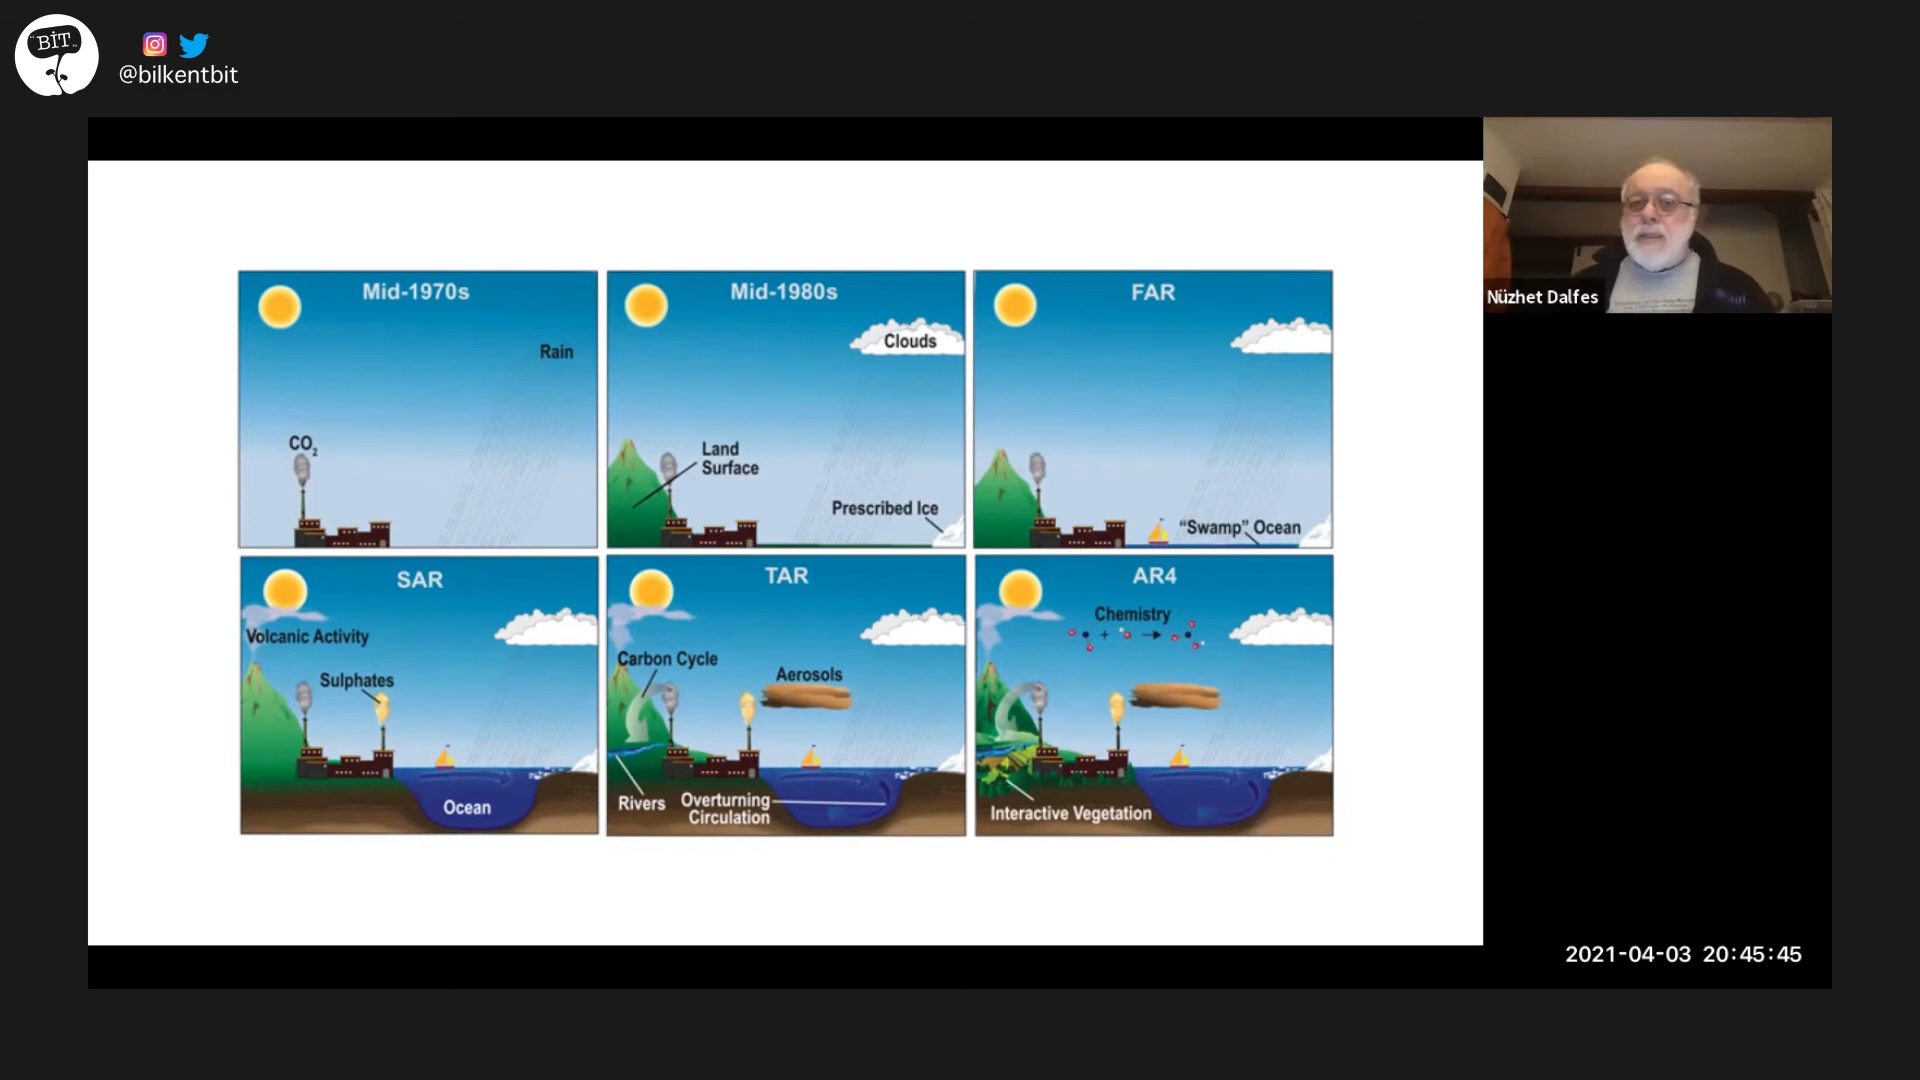 BİT
@bilkentbit
Mid-1970s
Rain
CO2
Mid-1980s
Clouds
Land
Surface
Prescribed Ice
FAR
“Swamp” Ocean
SAR
Volcanic Activity
Sulphates
Ocean
TAR
Carbon Cycle
Aerosols
Rivers
Overturning
Circulation
AR4
Chemistry
+ →
Interactive Vegetation
Nüzhet Dalfes
2021-04-03 20:45:45